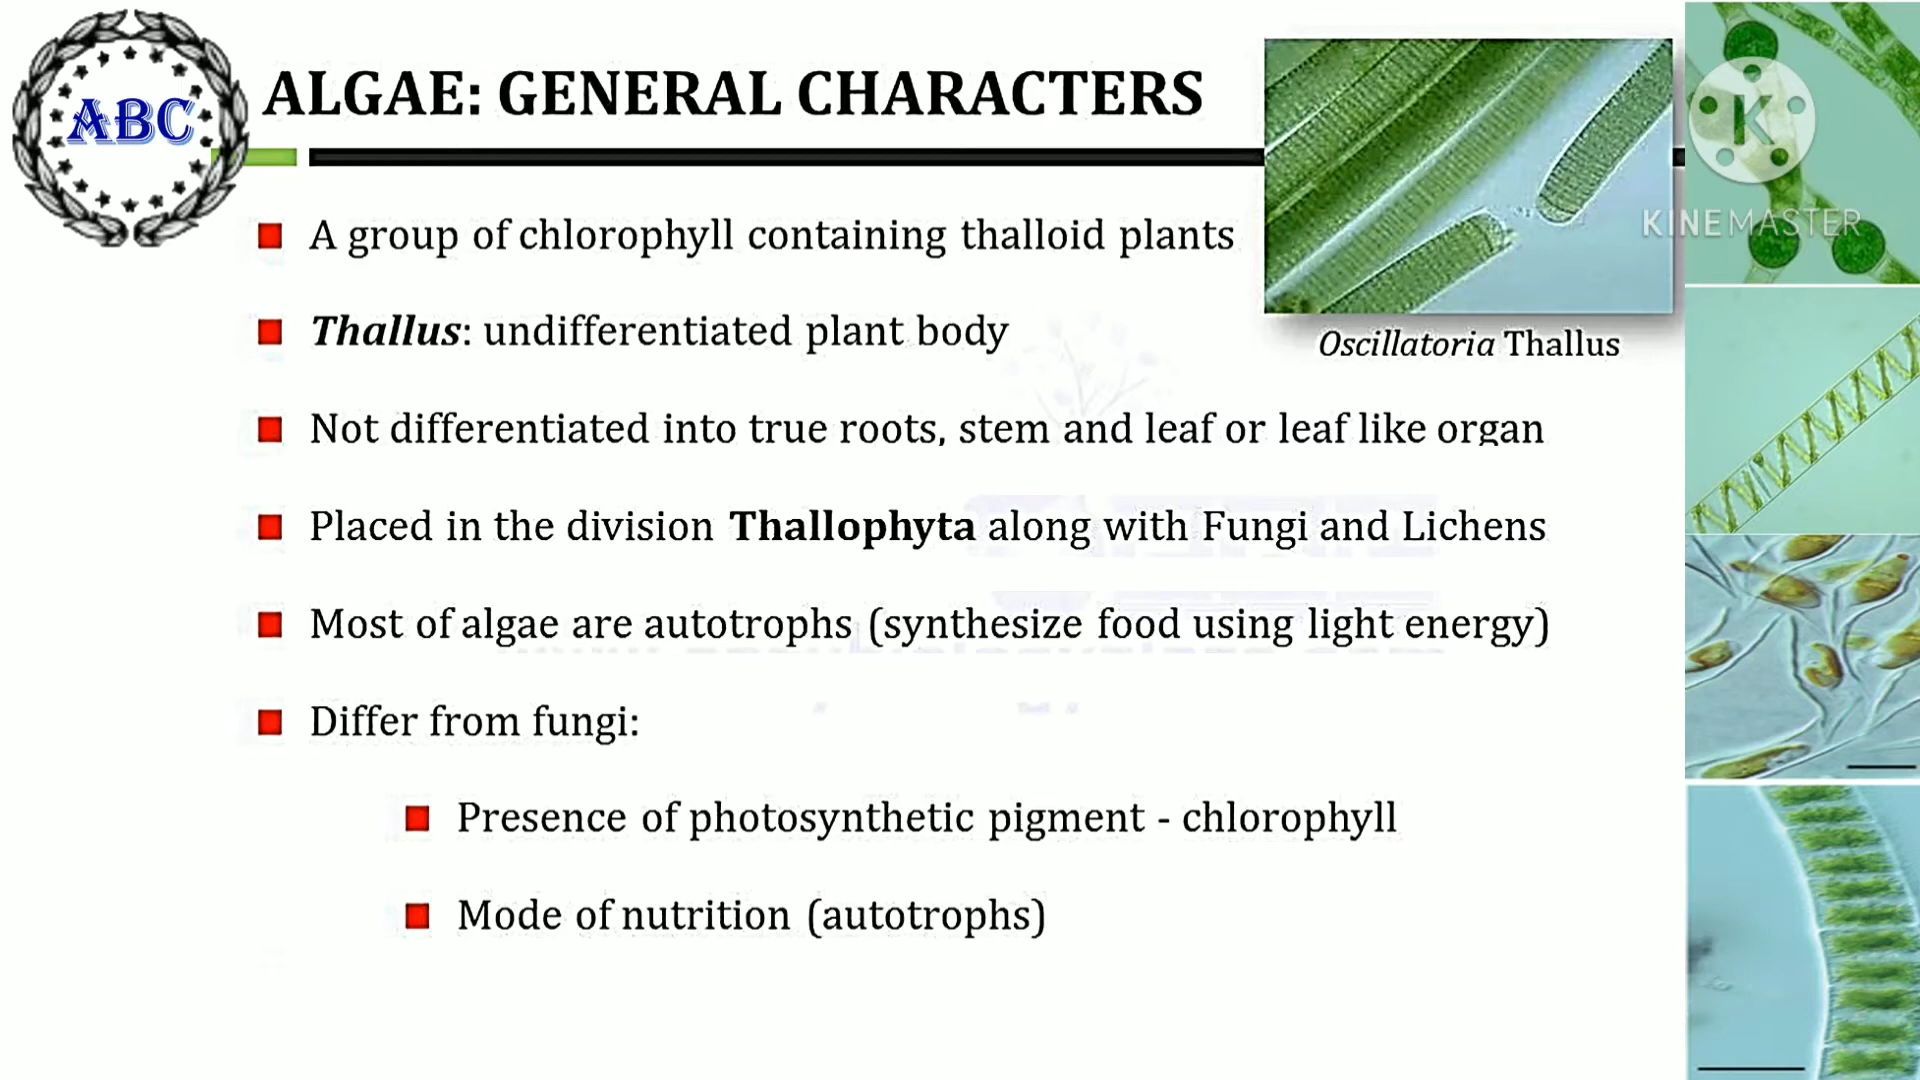 ABC
ALGAE: GENERAL CHARACTERS
K
KINEMASTER
A group of chlorophyll containing thalloid plants
Thallus: undifferentiated plant body
Oscillatoria Thallus
Not differentiated into true roots, stem and leaf or leaf like organ
Placed in the division Thallophyta along with Fungi and Lichens
Most of algae are autotrophs (synthesize food using light energy)
Differ from fungi:
Presence of photosynthetic pigment - chlorophyll
Mode of nutrition (autotrophs)